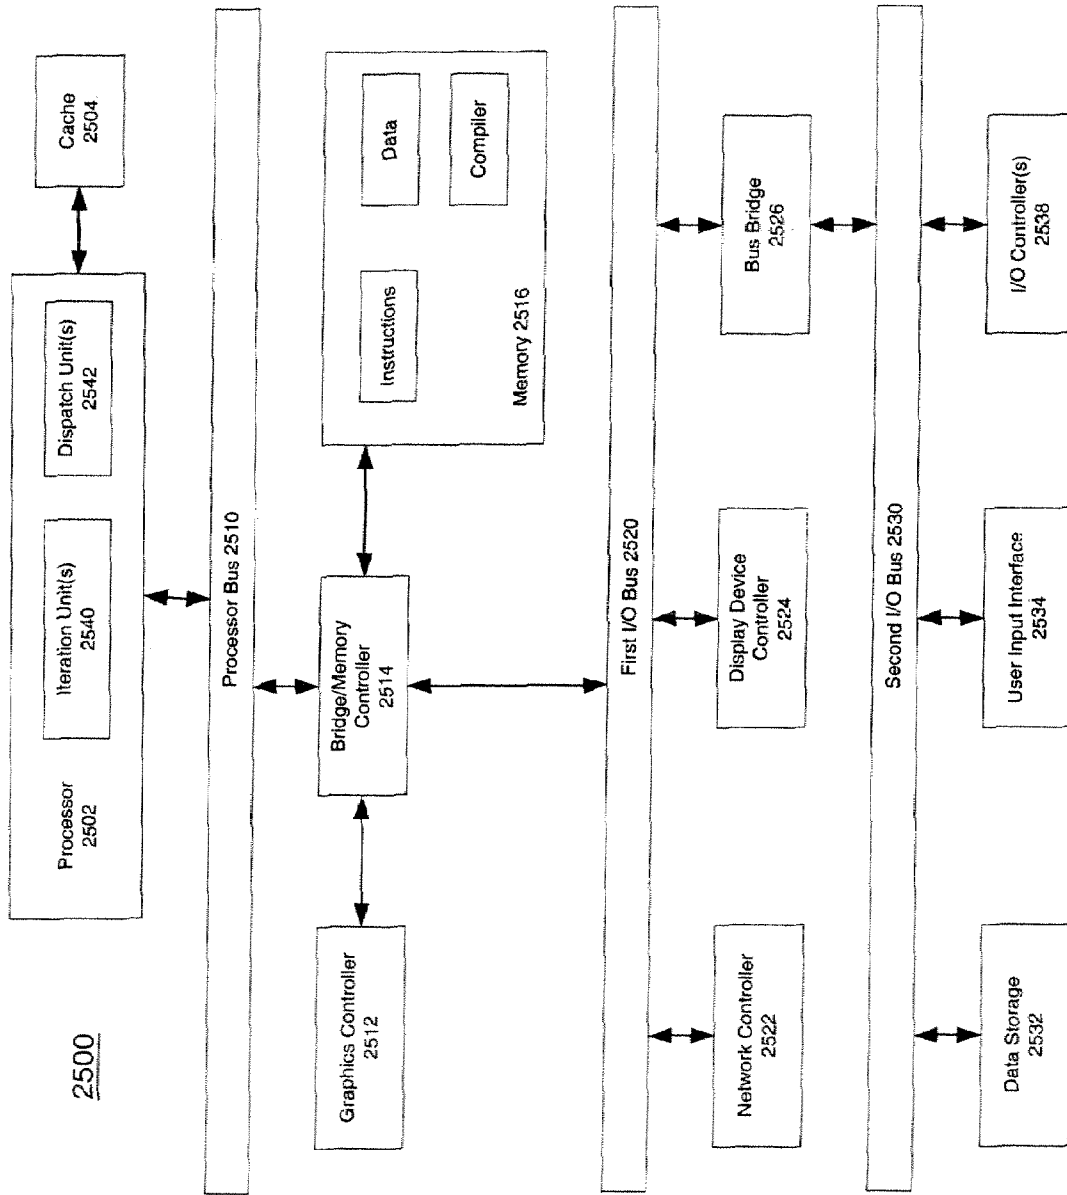 2500
Processor
2502
Iteration Unit(s)
2540
Dispatch Unit(s)
2542
Cache
2504
Processor Bus 2510
Graphics Controller
2512
Bridge/Memory
Controller
2514
Instructions
Data
Compiler
Memory 2516
First I/O Bus 2520
Network Controller
2522
Display Device
Controller
2524
Bus Bridge
2526
Second I/O Bus 2530
Data Storage
2532
User Input Interface
2534
I/O Controller(s)
2538